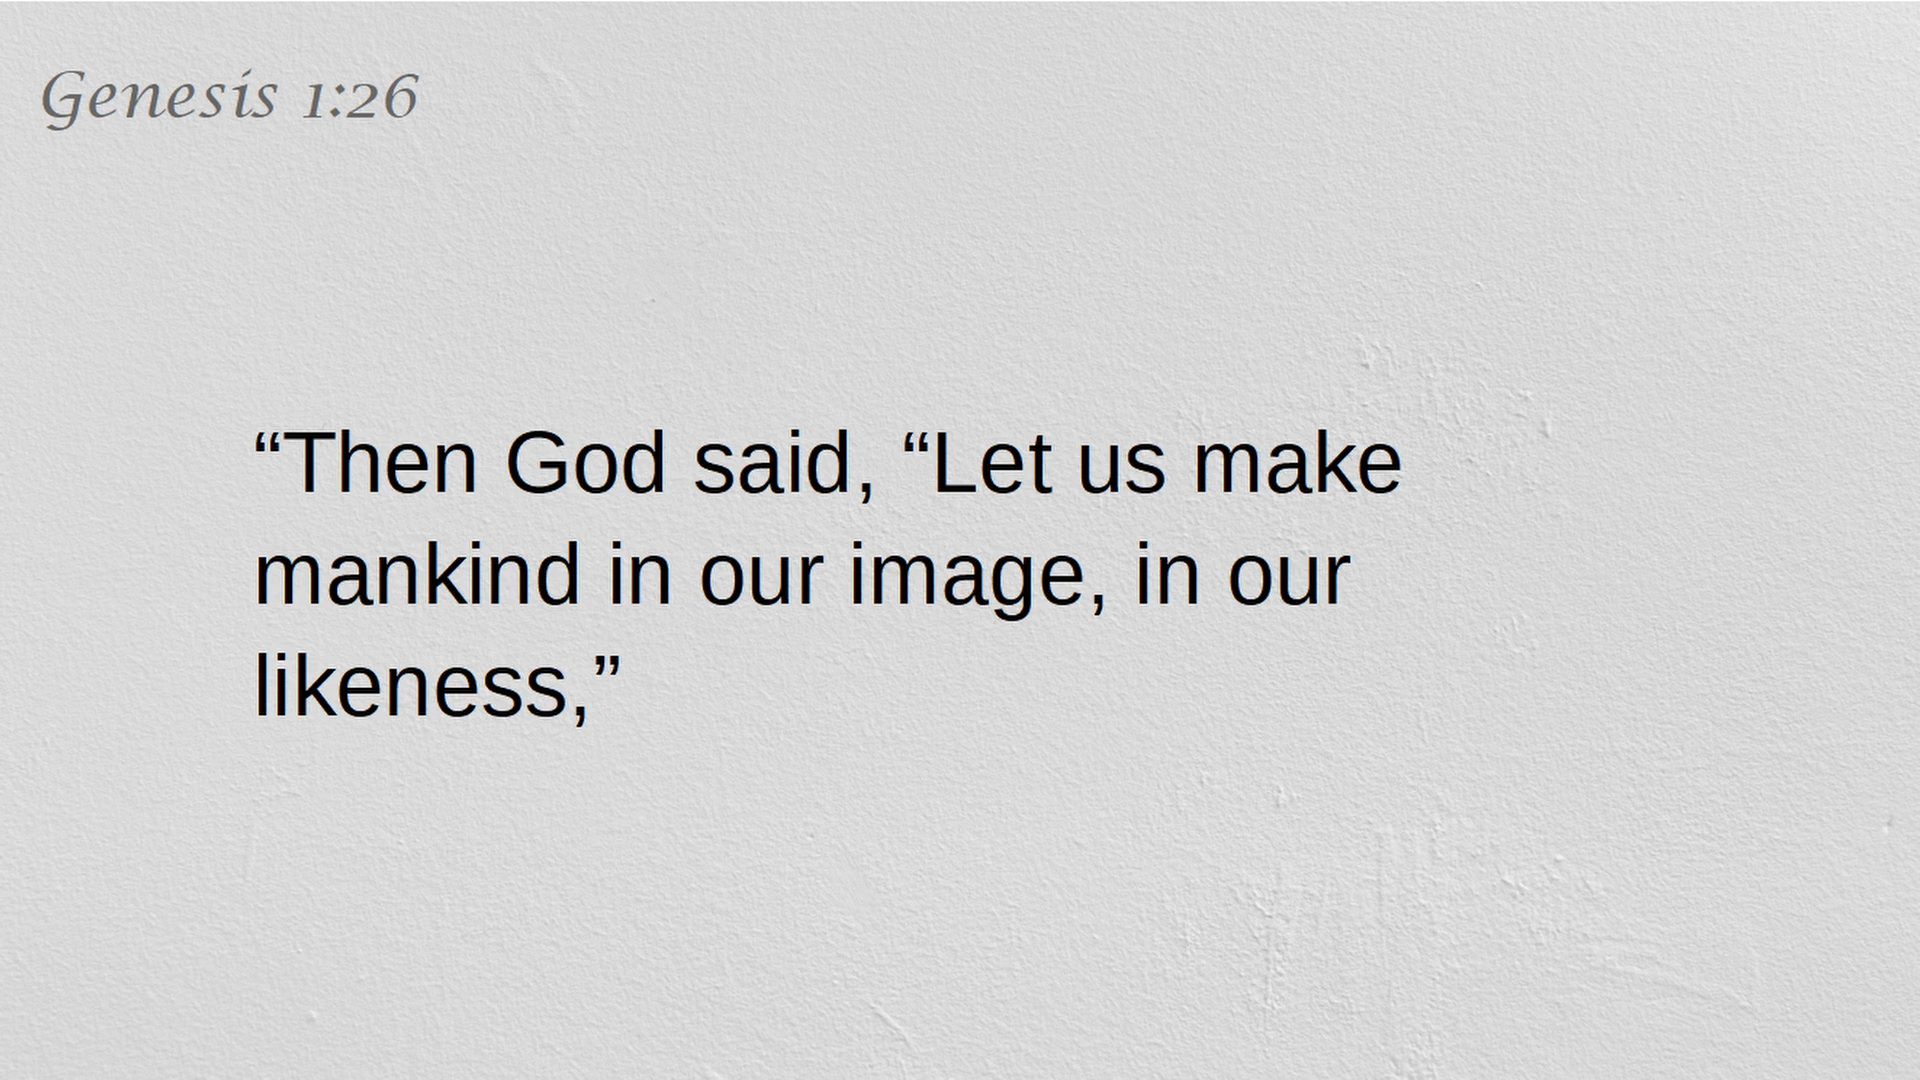 Genesis 1:26
“Then God said, “Let us make
mankind in our image, in our
likeness,”